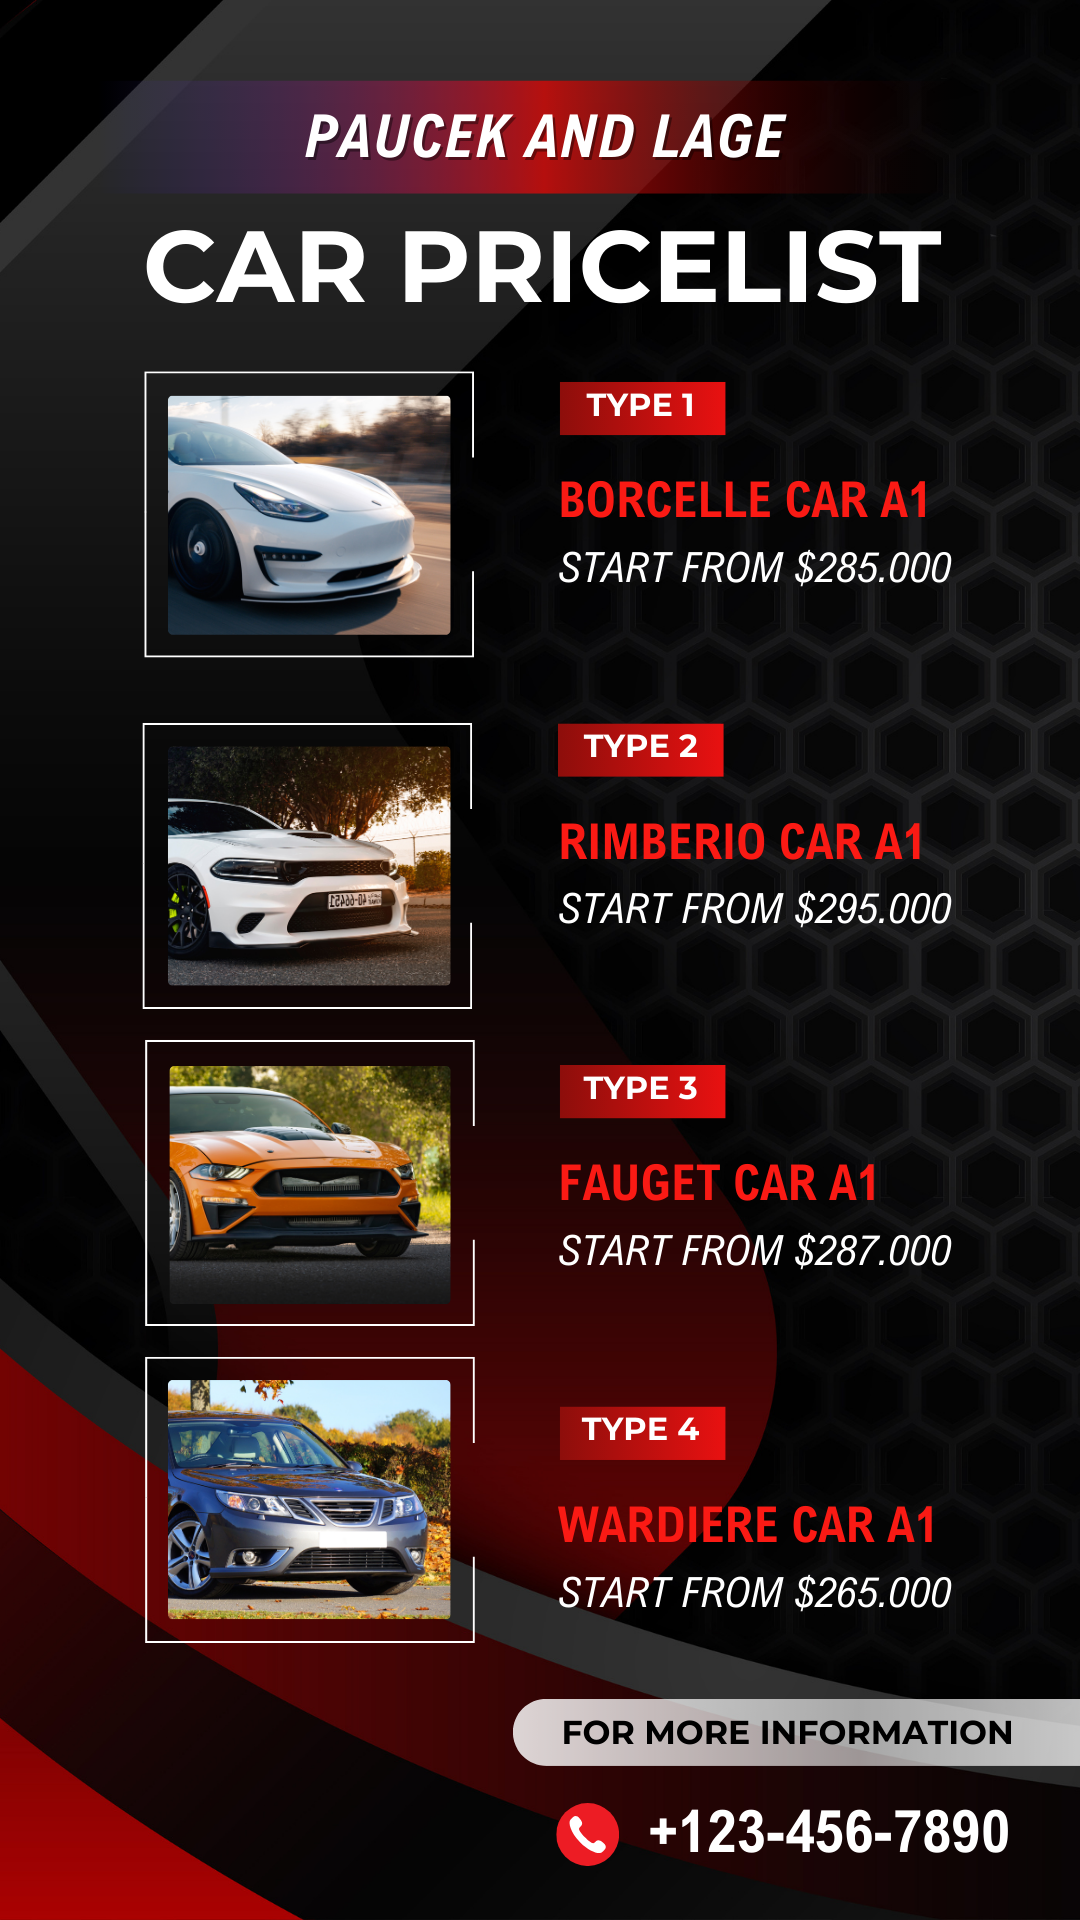 PAUCEK AND LAGE
CAR PRICELIST
TYPE 1
BORCELLE CAR A1
START FROM $285.000
TYPE 2
RIMBERIO CAR A1
START FROM $295.000
TYPE 3
FAUGET CAR A1
START FROM $287.000
TYPE 4
WARDIERE CAR A1
START FROM $265.000
FOR MORE INFORMATION
+123-456-7890